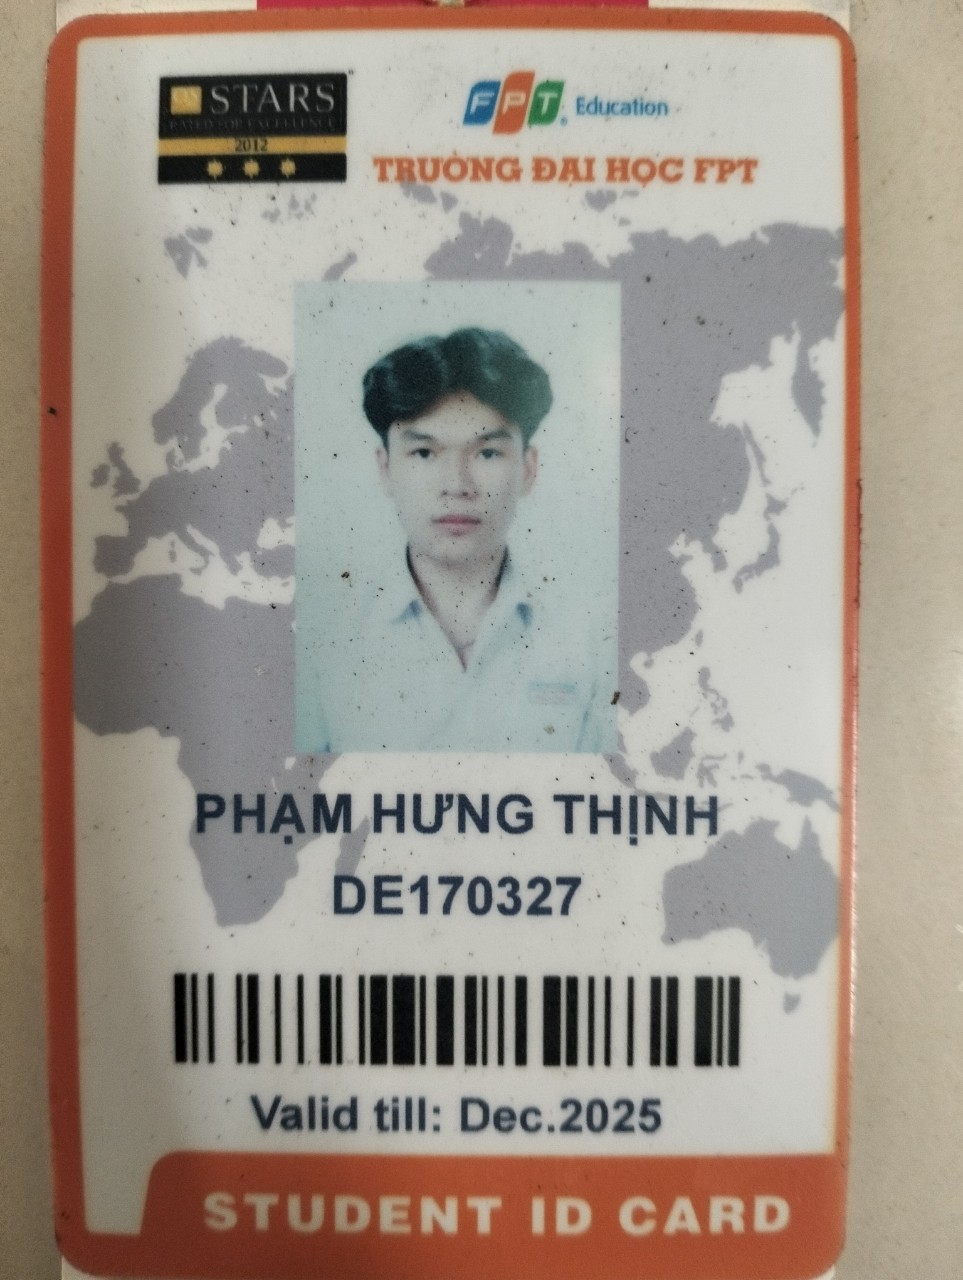 QS STARS
RATED FOR EXCELLENCE
2012
FPT Education
TRƯỜNG ĐẠI HỌC FPT
PHẠM HƯNG THỊNH
DE170327
Valid till: Dec.2025
STUDENT ID CARD